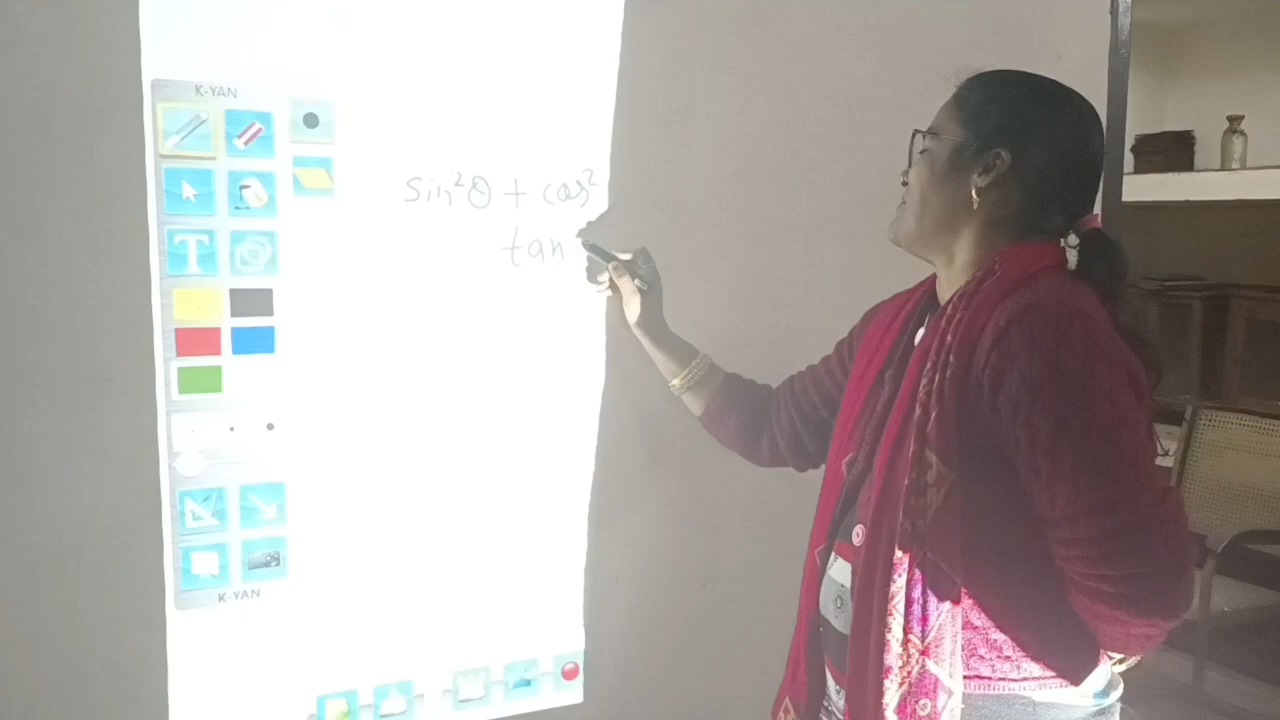 K-YAN
sin²θ + cos²
tan
T
K-YAN